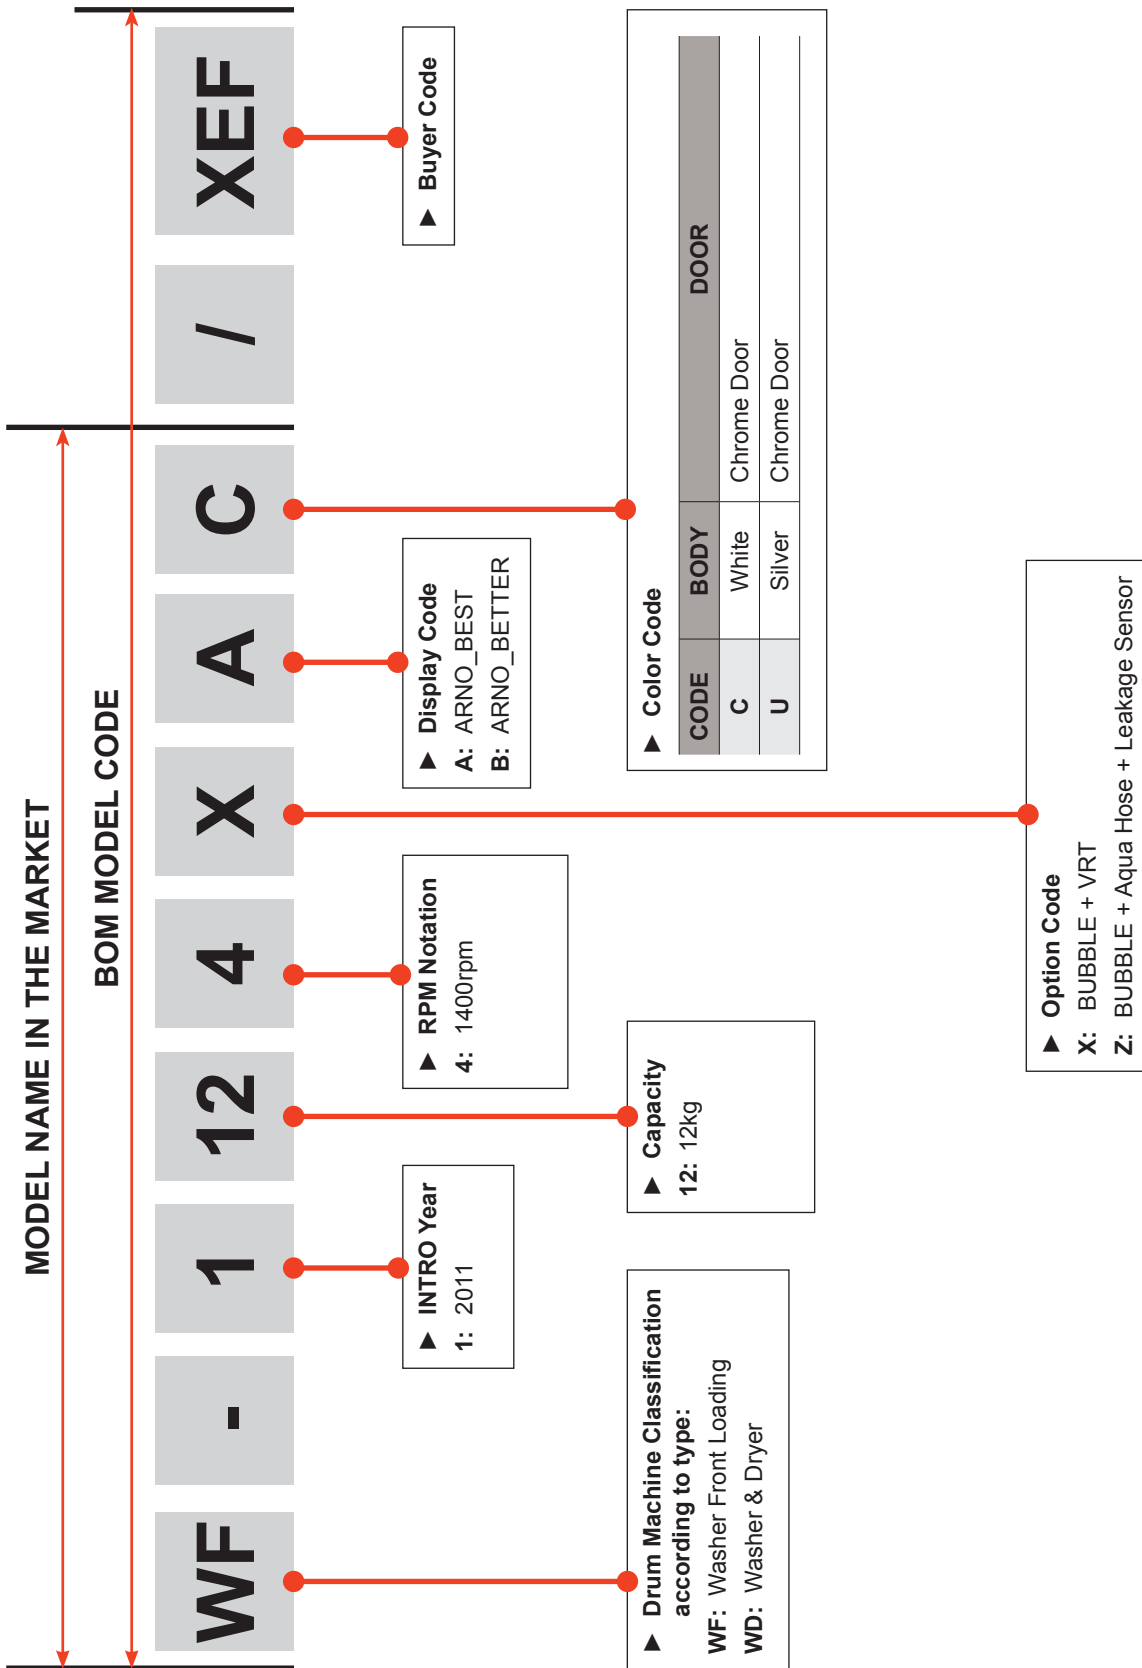 MODEL NAME IN THE MARKET
BOM MODEL CODE
WF - 1 12 4 X A C / XEF
► INTRO Year
1: 2011
► RPM Notation
4: 1400rpm
► Display Code
A: ARNO_BEST
B: ARNO_BETTER
► Buyer Code
► Drum Machine Classification
according to type:
WF: Washer Front Loading
WD: Washer & Dryer
► Capacity
12: 12kg
► Color Code
CODE BODY DOOR
C White Chrome Door
U Silver Chrome Door
► Option Code
X: BUBBLE + VRT
Z: BUBBLE + Aqua Hose + Leakage Sensor